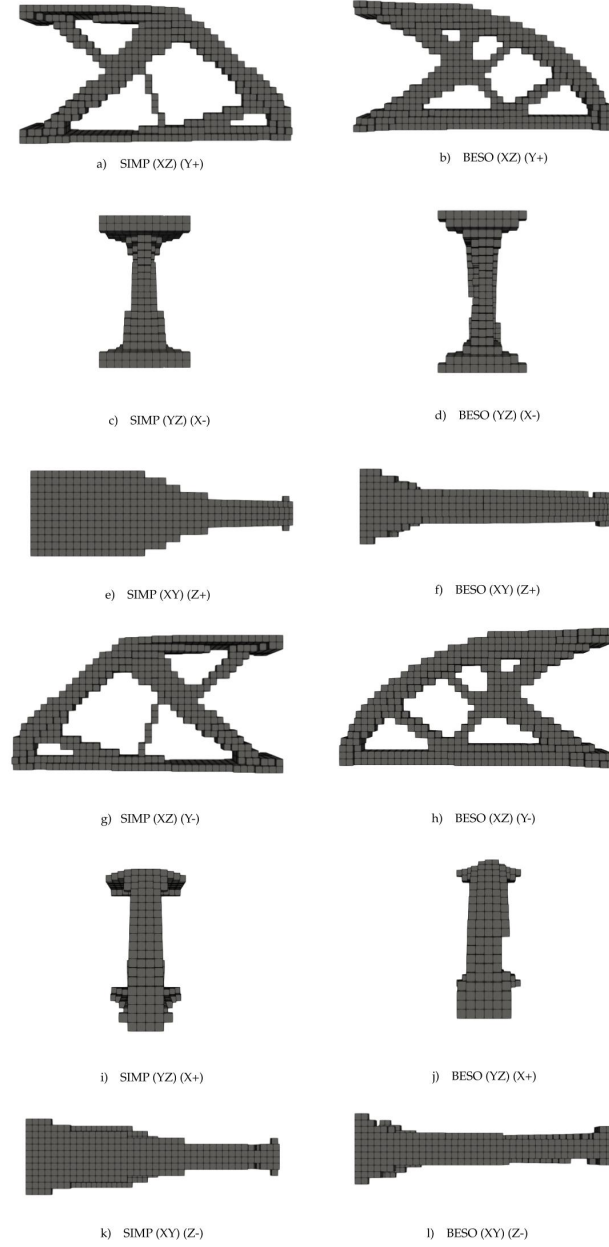 a) SIMP (XZ) (Y+)
b) BESO (XZ) (Y+)
c) SIMP (YZ) (X-)
d) BESO (YZ) (X-)
e) SIMP (XY) (Z+)
f) BESO (XY) (Z+)
g) SIMP (XZ) (Y-)
h) BESO (XZ) (Y-)
i) SIMP (YZ) (X+)
j) BESO (YZ) (X+)
k) SIMP (XY) (Z-)
l) BESO (XY) (Z-)